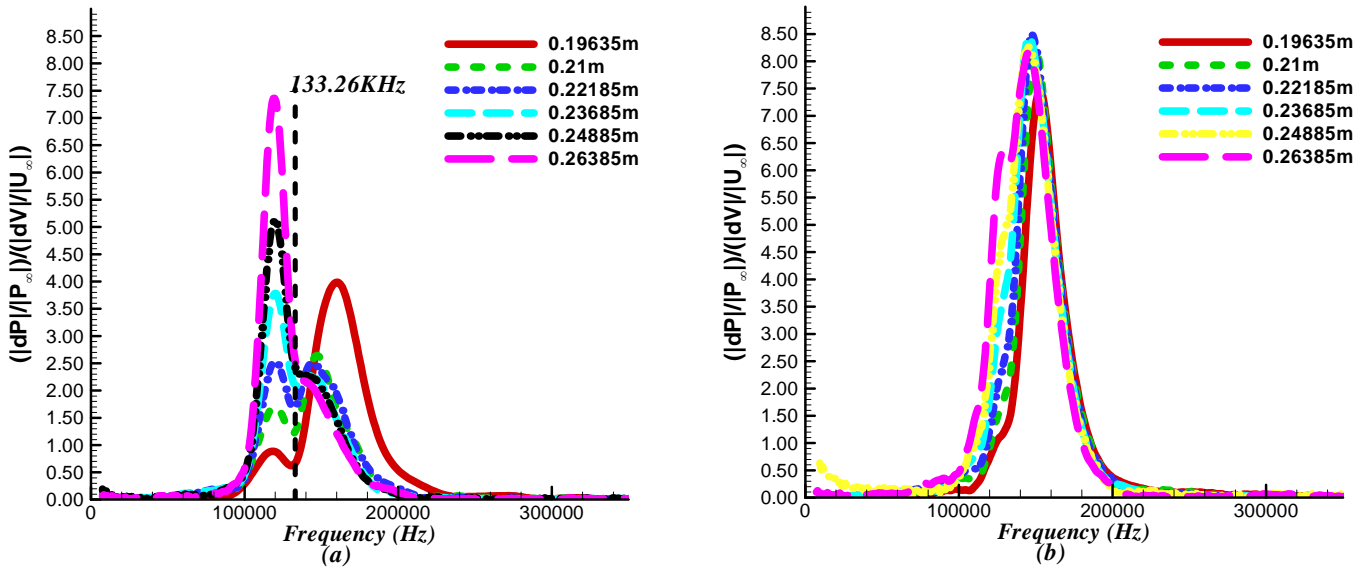 (|dP|/|P∞|)/(|dV|/|U∞|)
8.50
8.00
7.50
7.00
6.50
6.00
5.50
5.00
4.50
4.00
3.50
3.00
2.50
2.00
1.50
1.00
0.50
0.00
0 100000 200000 300000
133.26KHz
0.19635m
0.21m
0.22185m
0.23685m
0.24885m
0.26385m
Frequency (Hz)
(a)
(|dP|/|P∞|)/(|dV|/|U∞|)
8.50
8.00
7.50
7.00
6.50
6.00
5.50
5.00
4.50
4.00
3.50
3.00
2.50
2.00
1.50
1.00
0.50
0.00
0 100000 200000 300000
0.19635m
0.21m
0.22185m
0.23685m
0.24885m
0.26385m
Frequency (Hz)
(b)